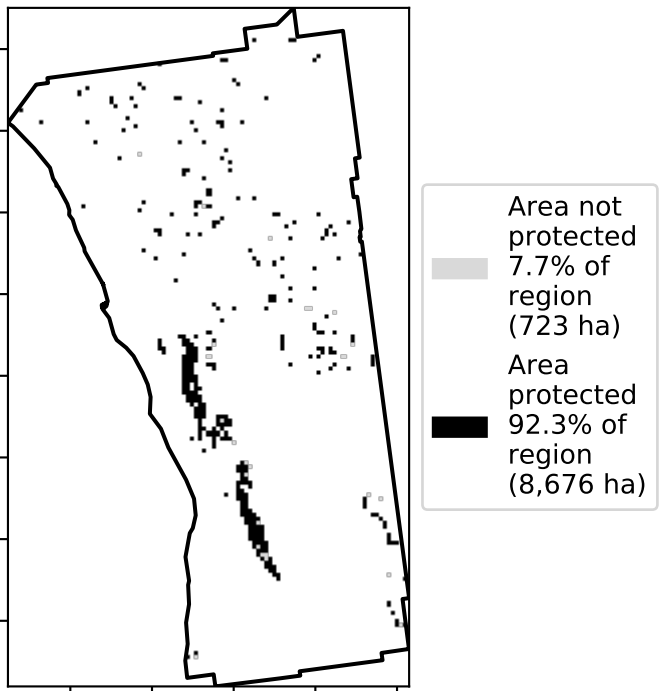 Area not
protected
7.7% of
region
(723 ha)
Area
protected
92.3% of
region
(8,676 ha)